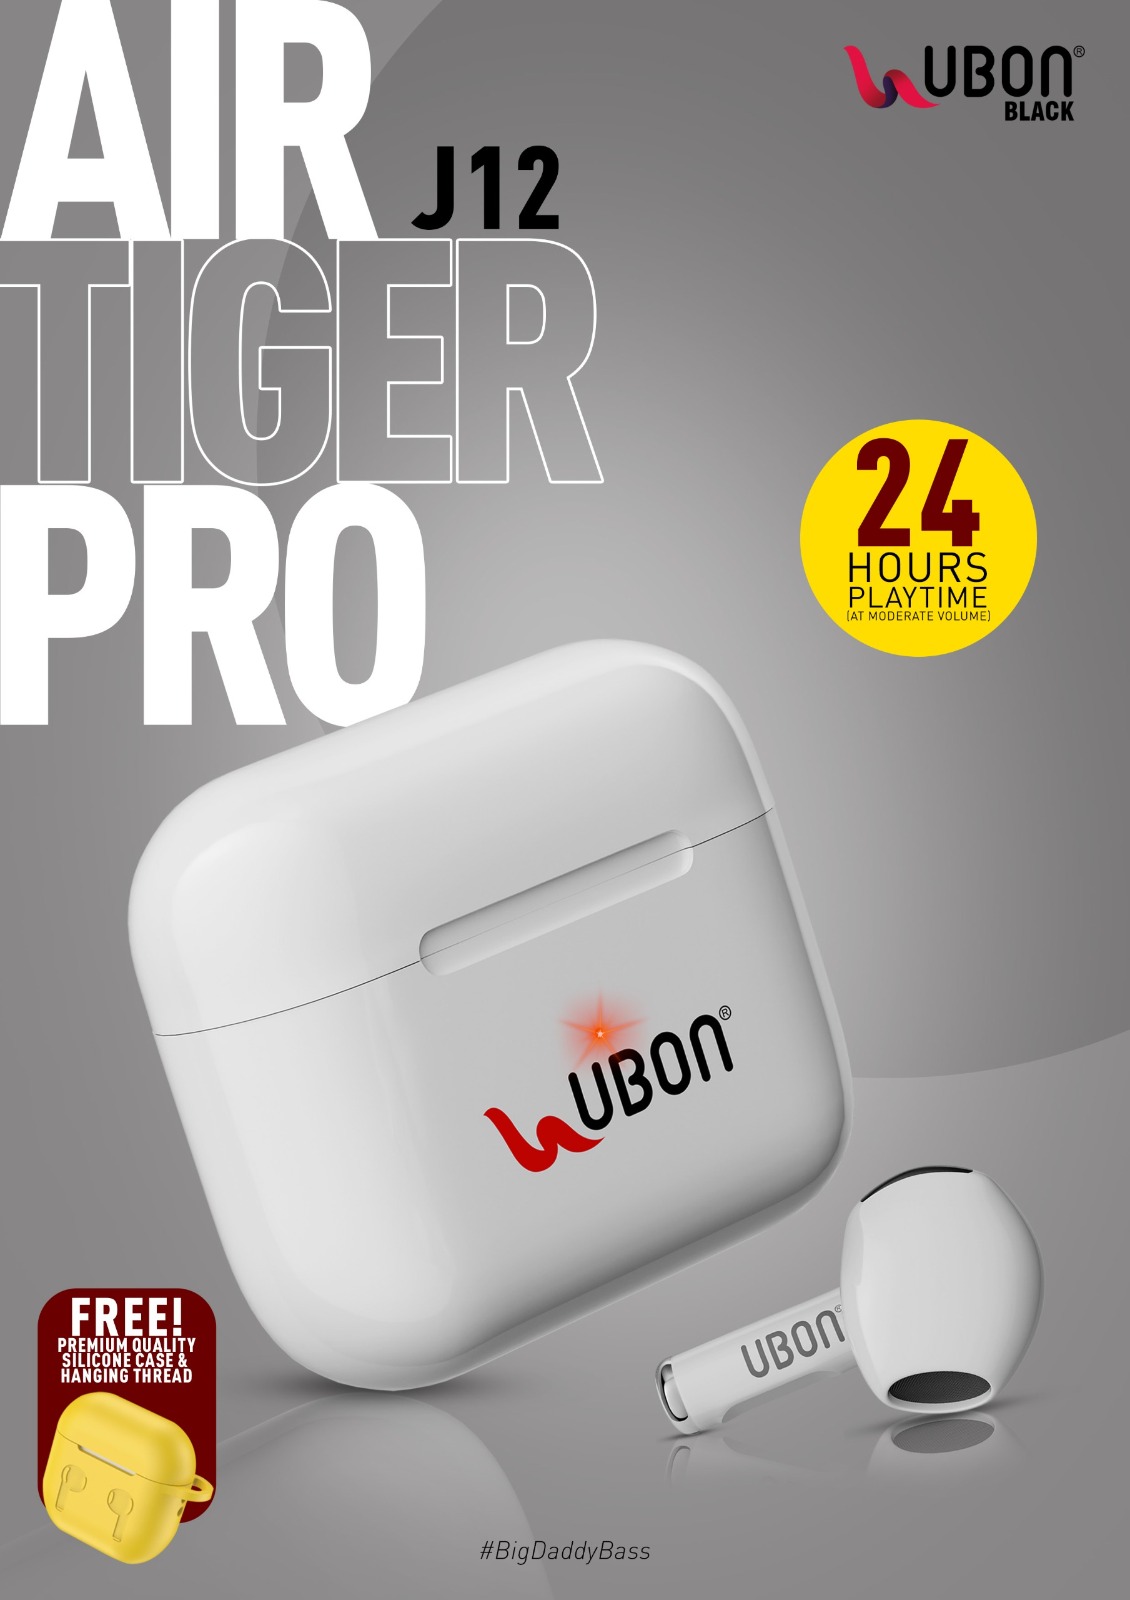 AIR
J12
TIGER
PRO
UBON®
BLACK
24
HOURS
PLAYTIME
(AT MODERATE VOLUME)
UBON®
UBON®
FREE!
PREMIUM QUALITY
SILICONE CASE &
HANGING THREAD
#BigDaddyBass